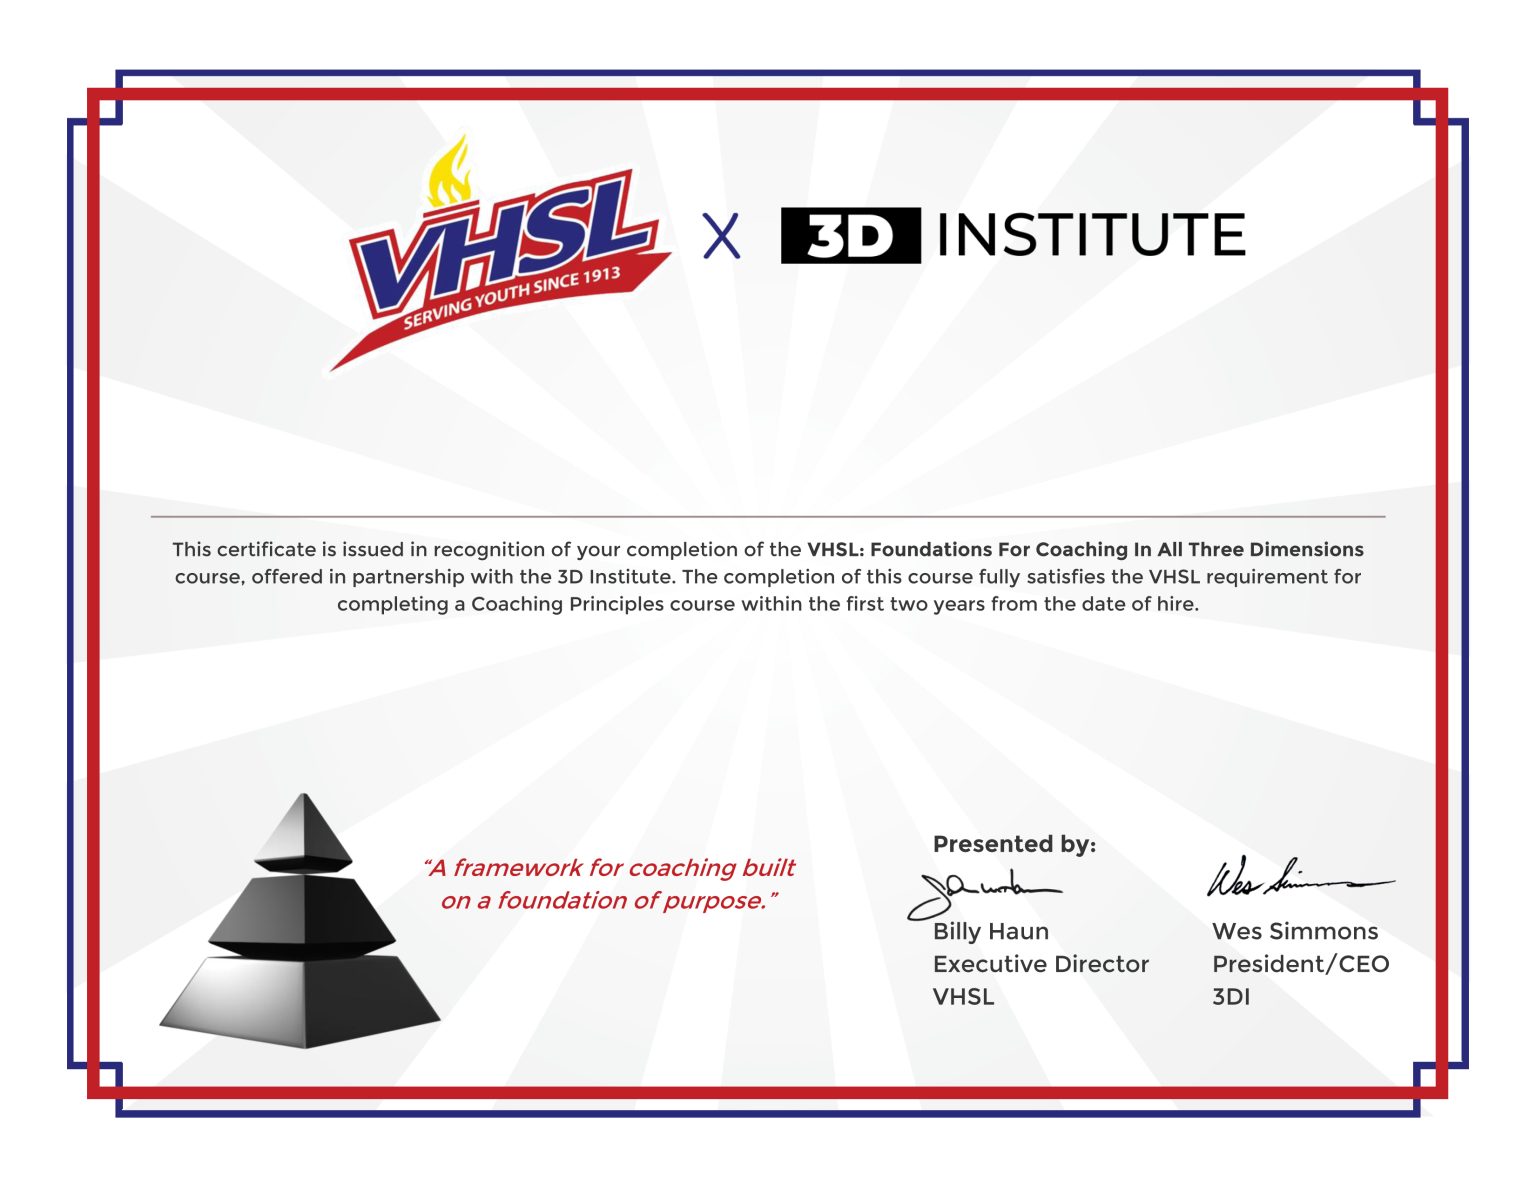 VHSL
SERVING YOUTH SINCE 1913
X
3D INSTITUTE
This certificate is issued in recognition of your completion of the VHSL: Foundations For Coaching In All Three Dimensions
course, offered in partnership with the 3D Institute. The completion of this course fully satisfies the VHSL requirement for
completing a Coaching Principles course within the first two years from the date of hire.
“A framework for coaching built
on a foundation of purpose.”
Presented by:
Billy Haun
Executive Director
VHSL
Wes Simmons
Wes Simmons
President/CEO
3DI